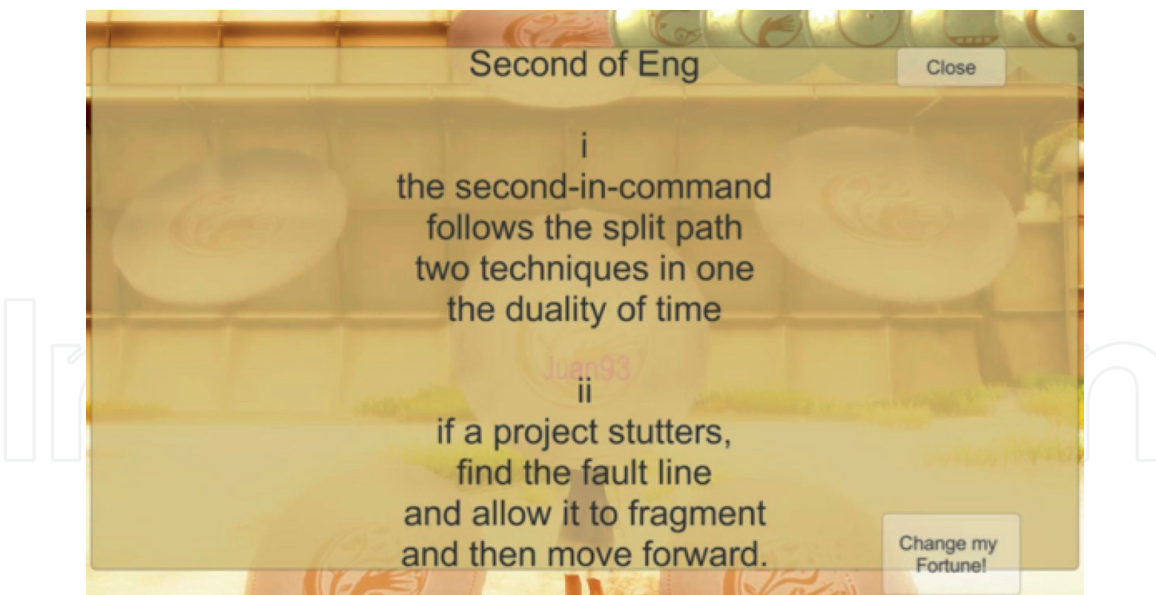 Second of Eng
Close
i
the second-in-command
follows the split path
two techniques in one
the duality of time
Juan93
ii
if a project stutters,
find the fault line
and allow it to fragment
and then move forward.
Change my
Fortune!